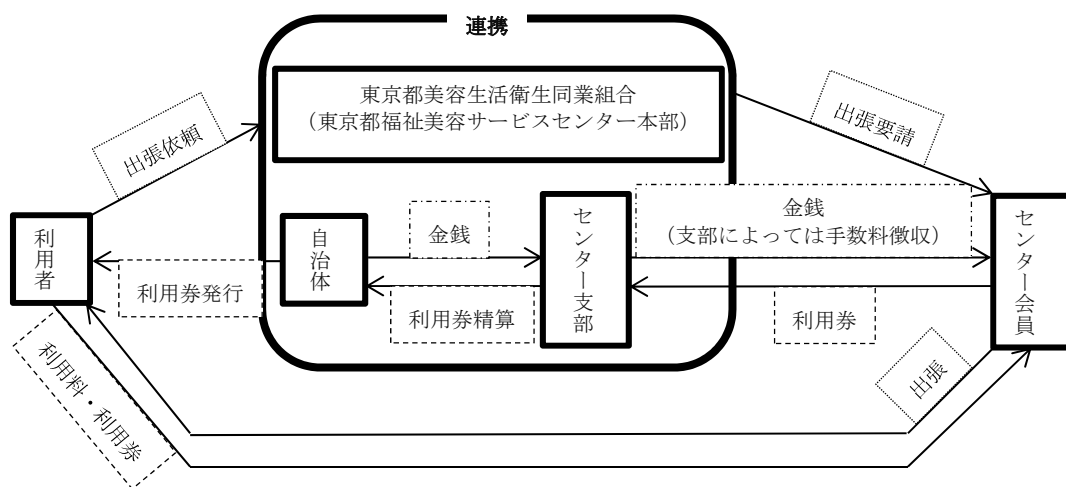 連携
東京都美容生活衛生同業組合
（東京都福祉美容サービスセンター本部）
出張依頼
出張要請
利用者
自治体
金銭
センター支部
金銭
（支部によっては手数料徴収）
センター会員
利用券発行
利用券精算
利用券
利用料・利用券
出張